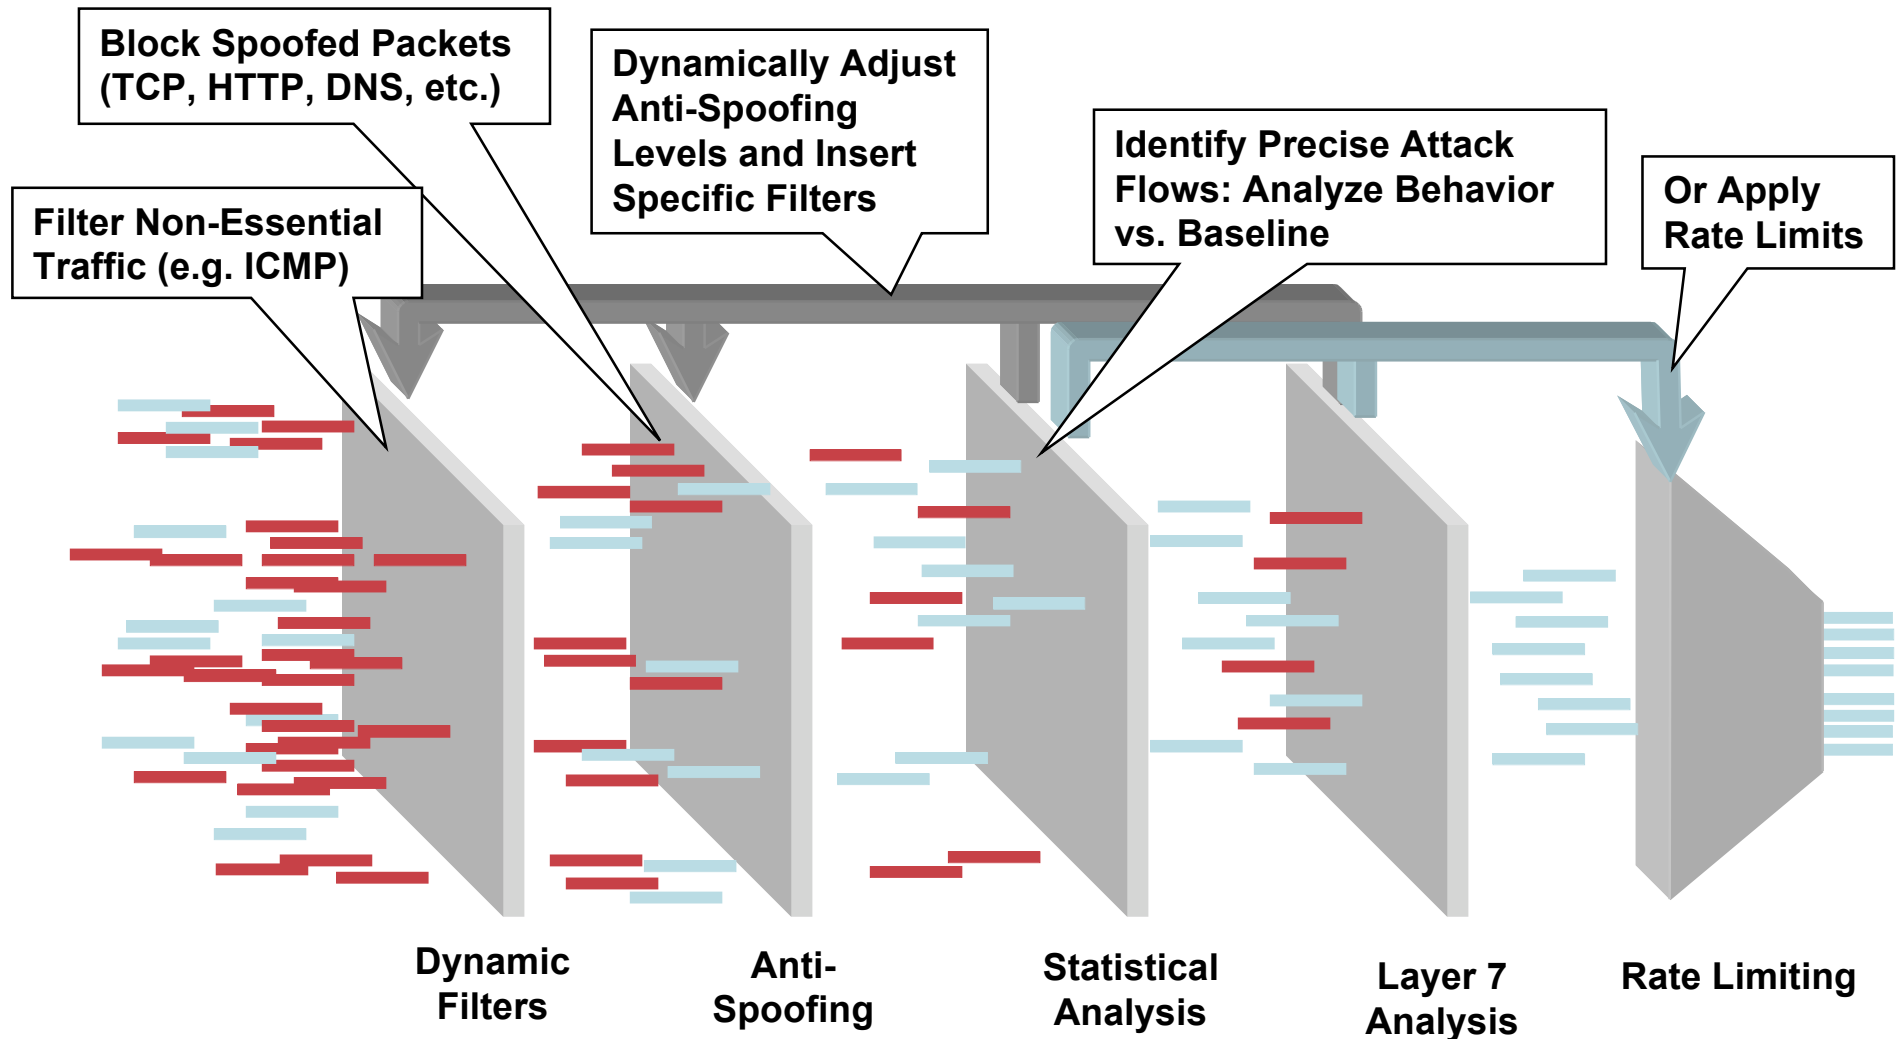 Block Spoofed Packets
(TCP, HTTP, DNS, etc.)
Filter Non-Essential
Traffic (e.g. ICMP)
Dynamically Adjust
Anti-Spoofing
Levels and Insert
Specific Filters
Identify Precise Attack
Flows: Analyze Behavior
vs. Baseline
Or Apply
Rate Limits
Dynamic
Filters
Anti-
Spoofing
Statistical
Analysis
Layer 7
Analysis
Rate Limiting